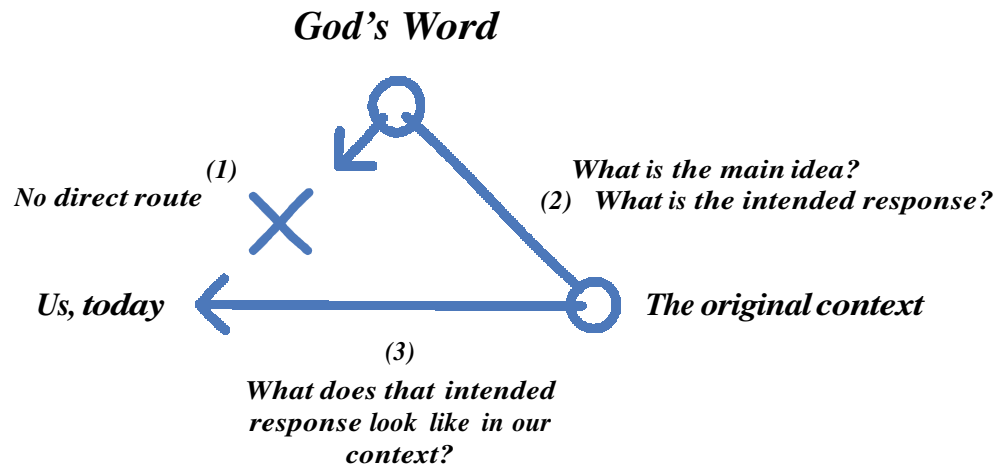 God's Word
(1)
No direct route
What is the main idea?
(2) What is the intended response?
Us, today
The original context
(3)
What does that intended
response look like in our
context?